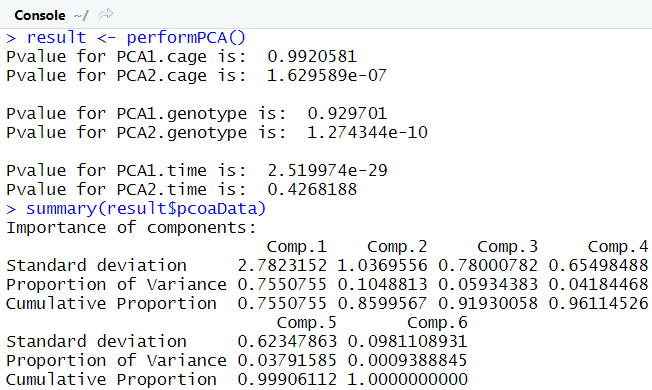 Console ~/
> result <- performPCA()
Pvalue for PCA1.cage is:  0.9920581
Pvalue for PCA2.cage is:  1.629589e-07
Pvalue for PCA1.genotype is:  0.929701
Pvalue for PCA2.genotype is:  1.274344e-10
Pvalue for PCA1.time is:  2.519974e-29
Pvalue for PCA2.time is:  0.4268188
> summary(result$pcoaData)
Importance of components:
Comp.1 Comp.2 Comp.3 Comp.4
Standard deviation 2.7823152 1.0369556 0.78000782 0.65498488
Proportion of Variance 0.7550755 0.1048813 0.05934383 0.04184468
Cumulative Proportion 0.7550755 0.8599567 0.91930058 0.96114526
Comp.5 Comp.6
Standard deviation 0.62347863 0.0981108931
Proportion of Variance 0.03791585 0.0009388845
Cumulative Proportion 0.99906112 1.0000000000